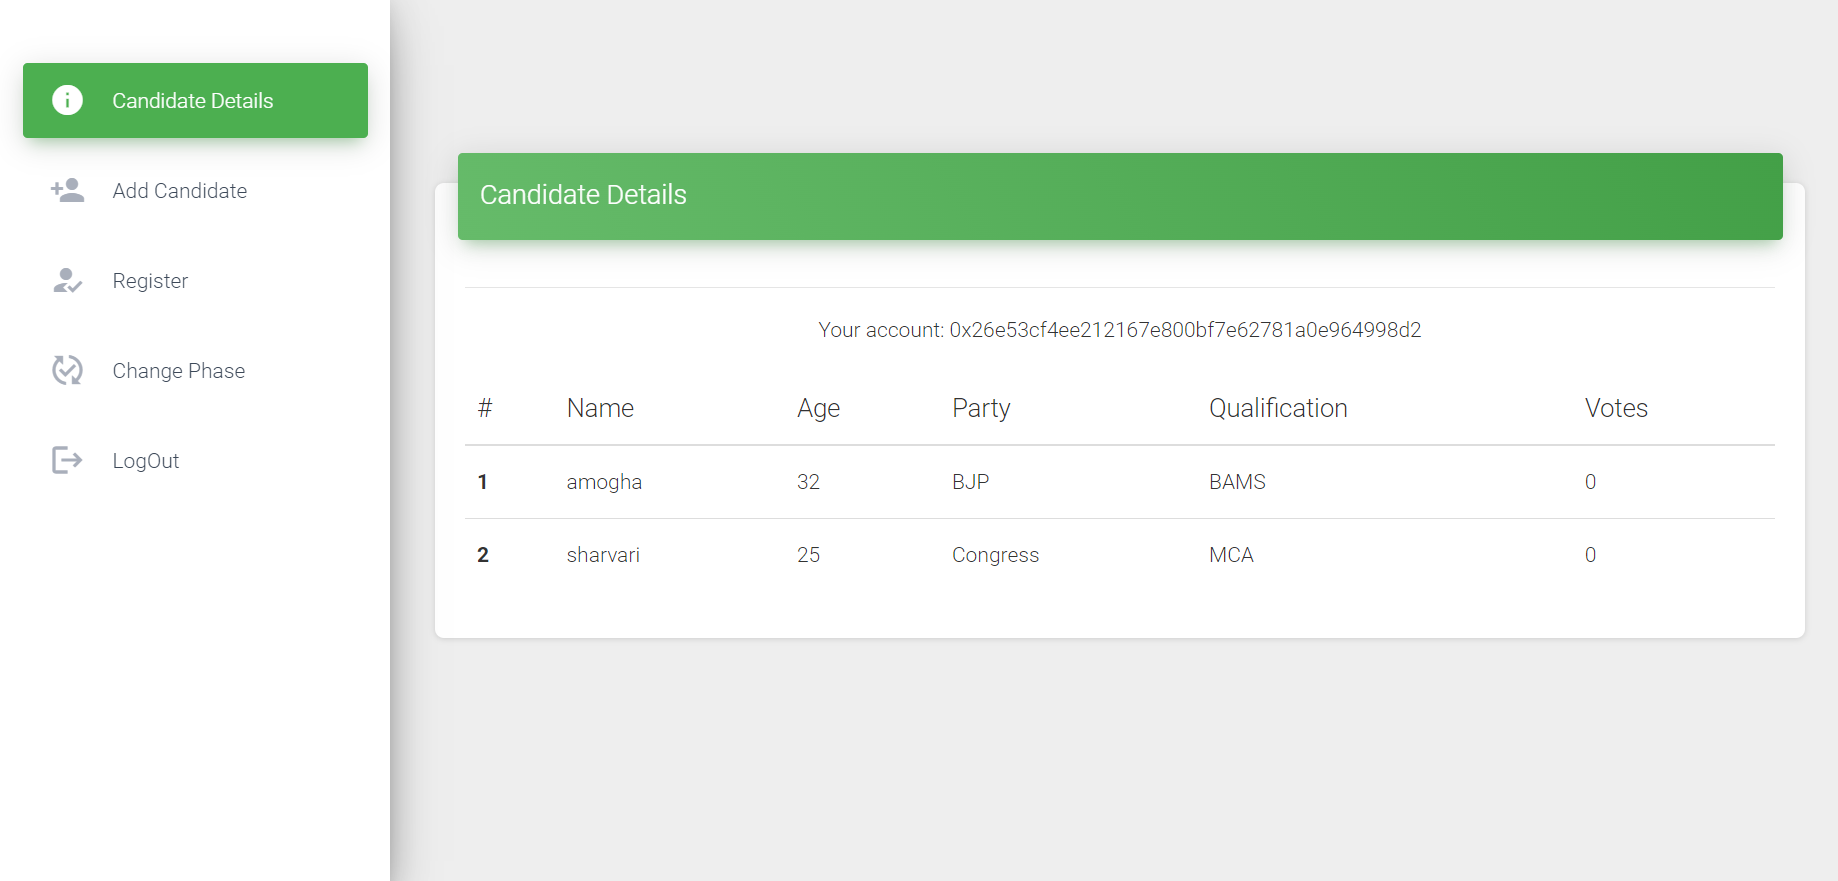 Candidate Details
Add Candidate
Register
Change Phase
LogOut
Candidate Details
Your account: 0x26e53cf4ee212167e800bf7e62781a0e964998d2
# Name Age Party Qualification Votes
1 amogha 32 BJP BAMS 0
2 sharvari 25 Congress MCA 0